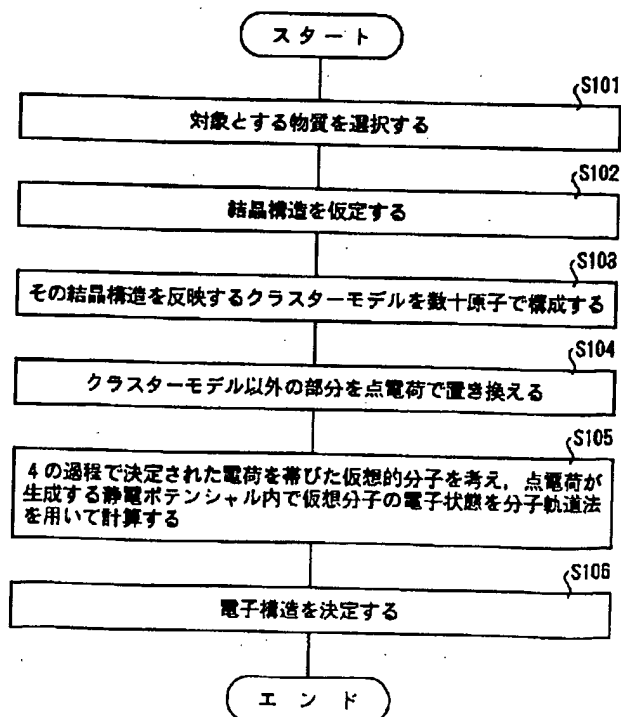 スタート
S101
対象とする物質を選択する
S102
結晶構造を仮定する
S103
その結晶構造を反映するクラスターモデルを数十原子で構成する
S104
クラスターモデル以外の部分を点電荷で置き換える
S105
4の過程で決定された電荷を帯びた仮想的分子を考え,点電荷が
生成する静電ポテンシャル内で仮想分子の電子状態を分子軌道法
を用いて計算する
S106
電子構造を決定する
エンド